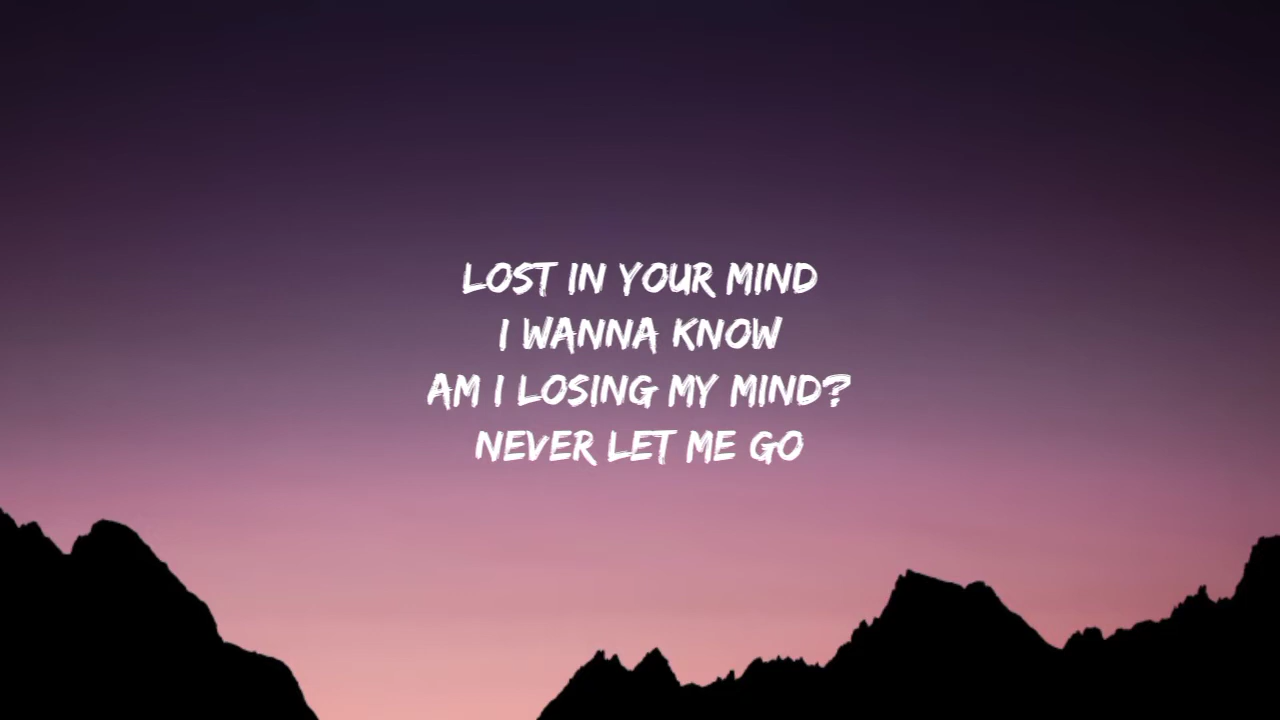 LOST IN YOUR MIND
I WANNA KNOW
AM I LOSING MY MIND?
NEVER LET ME GO